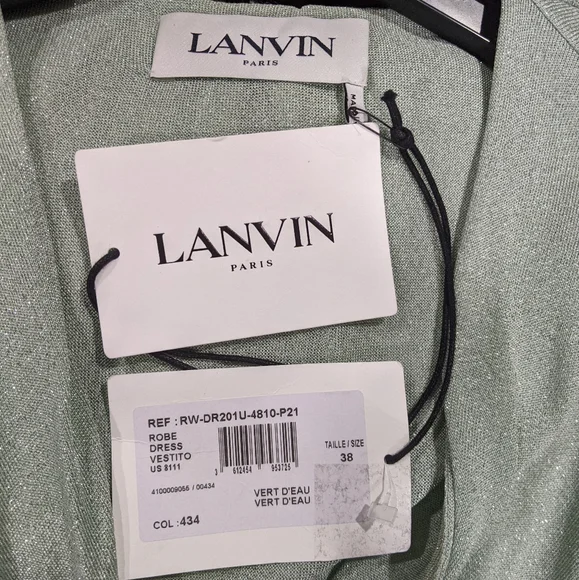 LANVIN
PARIS
LANVIN
PARIS
REF : RW-DR201U-4810-P21
ROBE
DRESS
VESTITO
US 8111
3 612454 953725
TAILLE / SIZE
38
4100009055 / 00434
VERT D'EAU
VERT D'EAU
COL :434